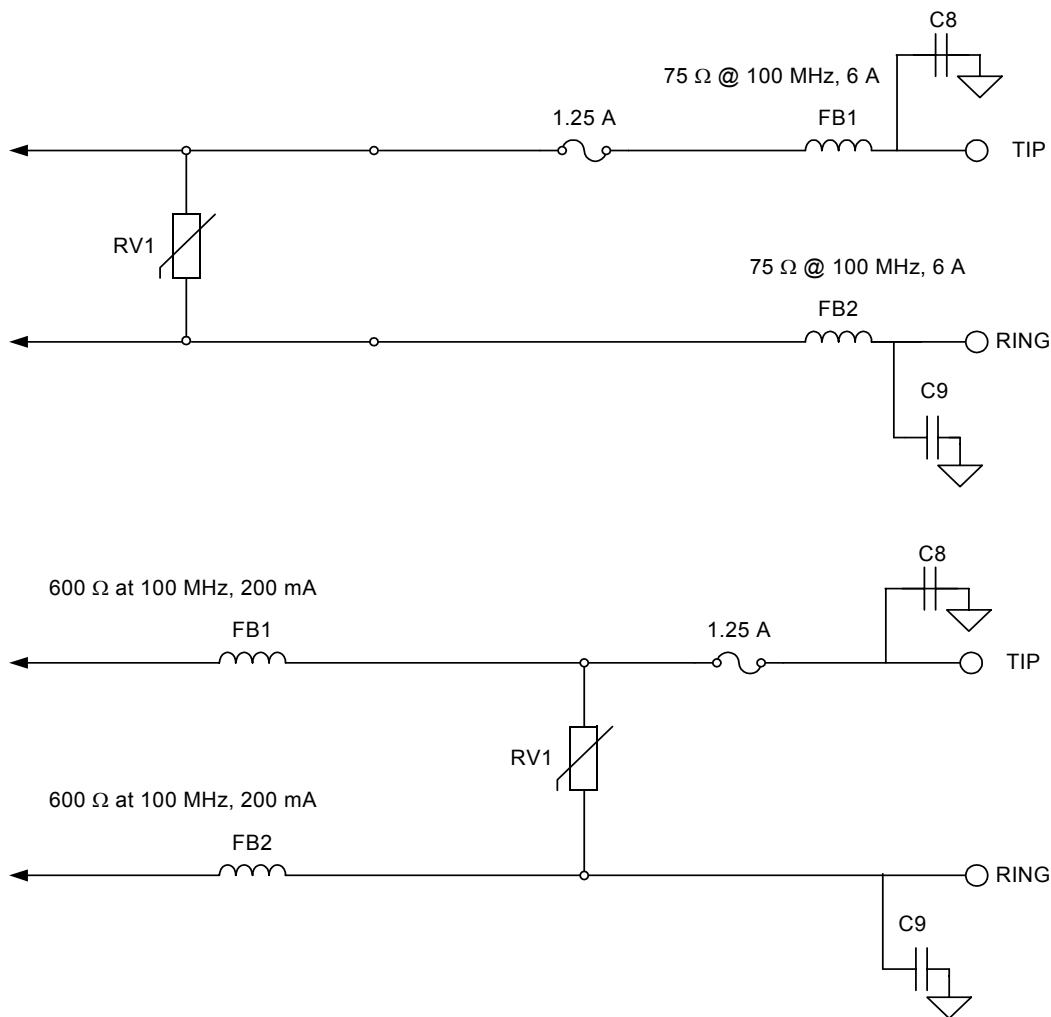 C8
75 Ω @ 100 MHz, 6 A
1.25 A
FB1
TIP
RV1
75 Ω @ 100 MHz, 6 A
FB2
RING
C9
C8
600 Ω at 100 MHz, 200 mA
FB1
1.25 A
TIP
RV1
600 Ω at 100 MHz, 200 mA
FB2
RING
C9